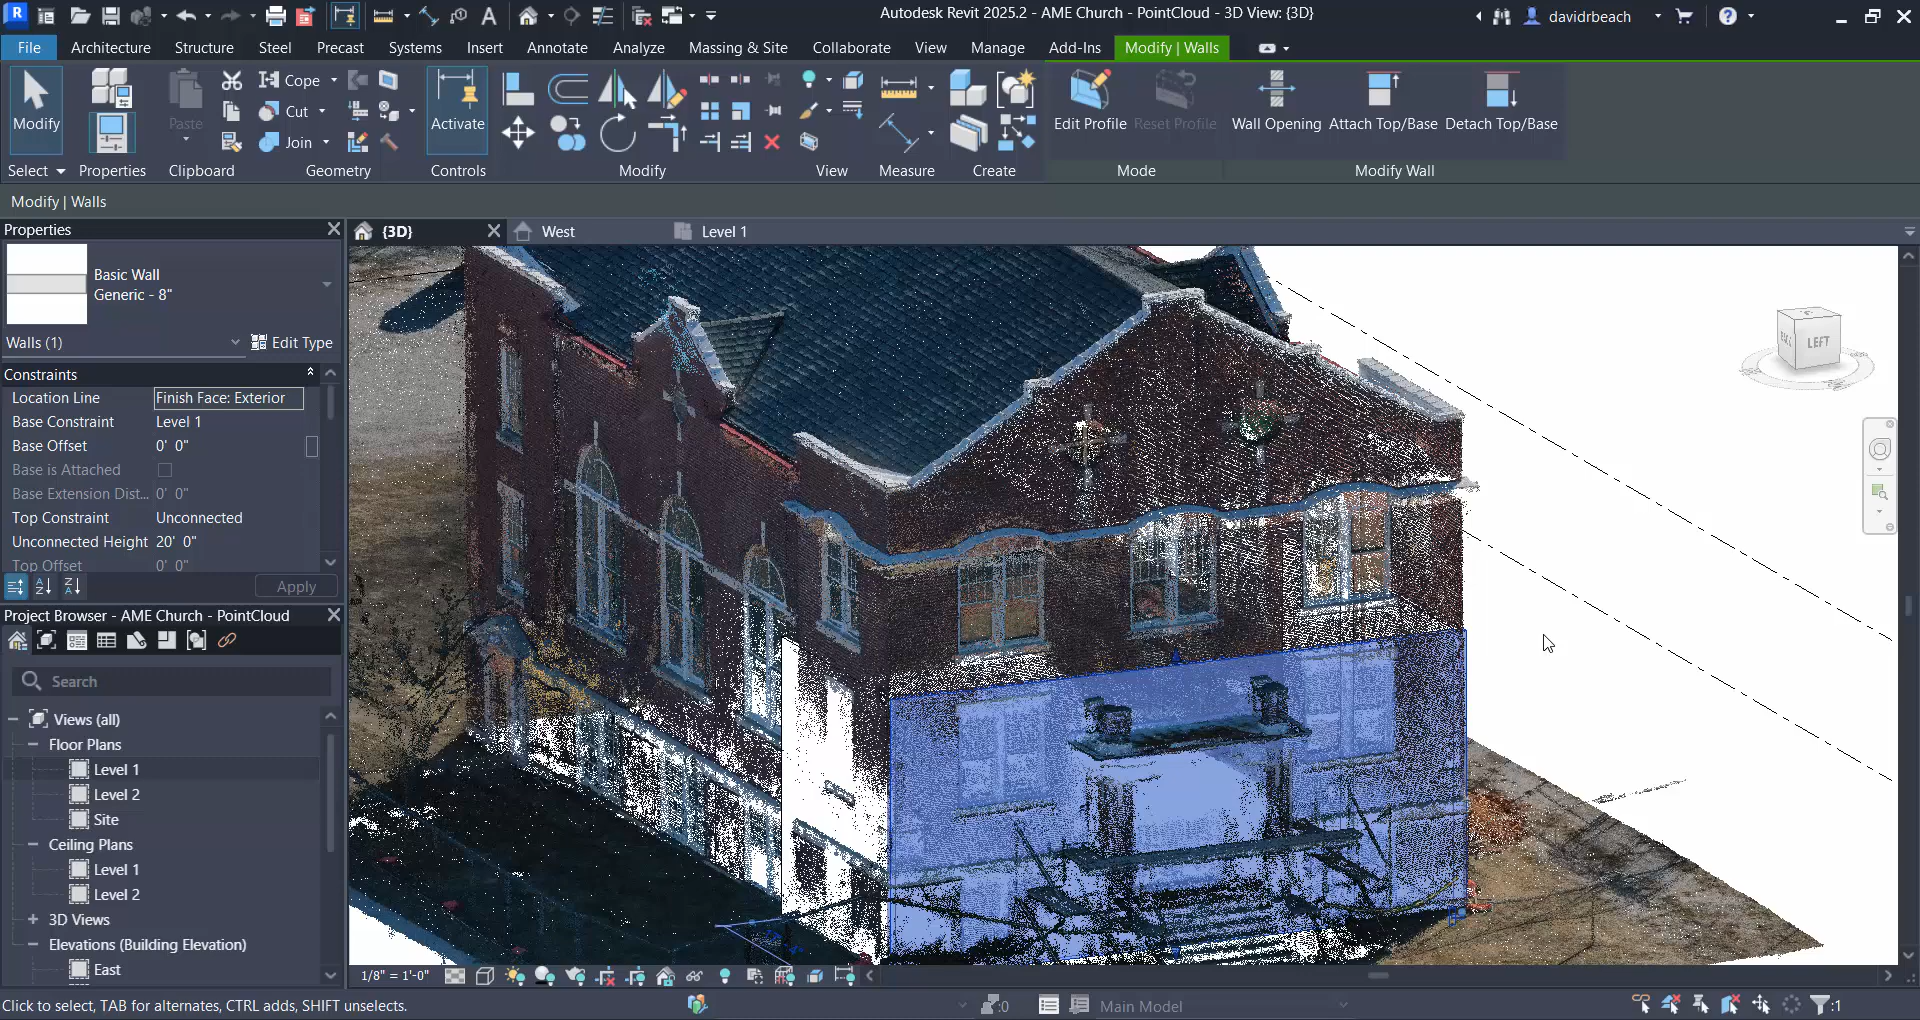 Autodesk Revit 2025.2 - AME Church - PointCloud - 3D View: {3D}
davidrbeach
File
Architecture
Structure
Steel
Precast
Systems
Insert
Annotate
Analyze
Massing & Site
Collaborate
View
Manage
Add-Ins
Modify | Walls
Modify
Paste
Cope
Cut
Join
Activate
Edit Profile
Reset Profile
Wall Opening
Attach Top/Base
Detach Top/Base
Select
Properties
Clipboard
Geometry
Controls
Modify
View
Measure
Create
Mode
Modify Wall
Modify | Walls
Properties
{3D}
West
Level 1
Basic Wall
Generic - 8"
Walls (1)
Edit Type
Constraints
Location Line
Finish Face: Exterior
Base Constraint
Level 1
Base Offset
0' 0"
Base is Attached
Base Extension Dist...
0' 0"
Top Constraint
Unconnected
Unconnected Height
20' 0"
Top Offset
0' 0"
Apply
LEFT
Project Browser - AME Church - PointCloud
Search
Views (all)
Floor Plans
Level 1
Level 2
Site
Ceiling Plans
Level 1
Level 2
3D Views
Elevations (Building Elevation)
East
1/8" = 1'-0"
Click to select, TAB for alternates, CTRL adds, SHIFT unselects.
:0
Main Model
:1